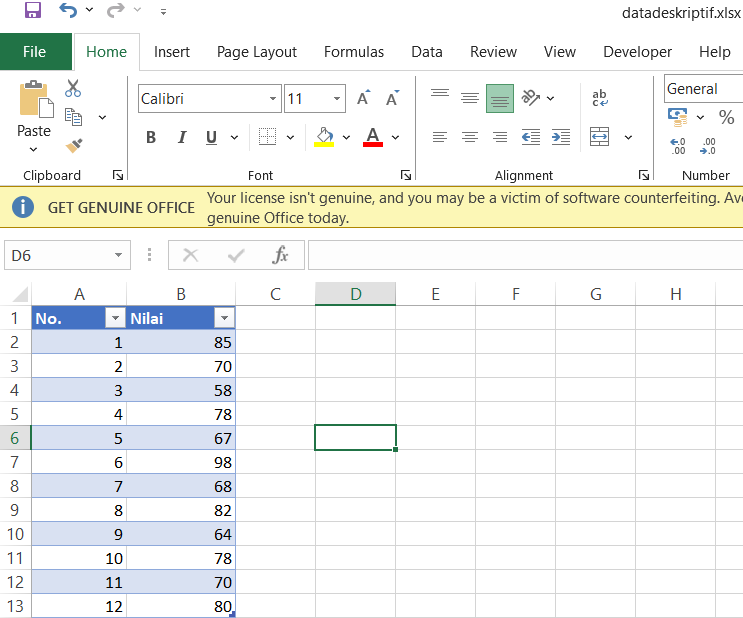 datadeskriptif.xlsx
File Home Insert Page Layout Formulas Data Review View Developer Help
Calibri 11 General
Paste
B I U A %
Clipboard Font Alignment Number
GET GENUINE OFFICE Your license isn't genuine, and you may be a victim of software counterfeiting.
genuine Office today.
D6 fx
A B C D E F G H
1 No. Nilai
2 1 85
3 2 70
4 3 58
5 4 78
6 5 67
7 6 98
8 7 68
9 8 82
10 9 64
11 10 78
12 11 70
13 12 80